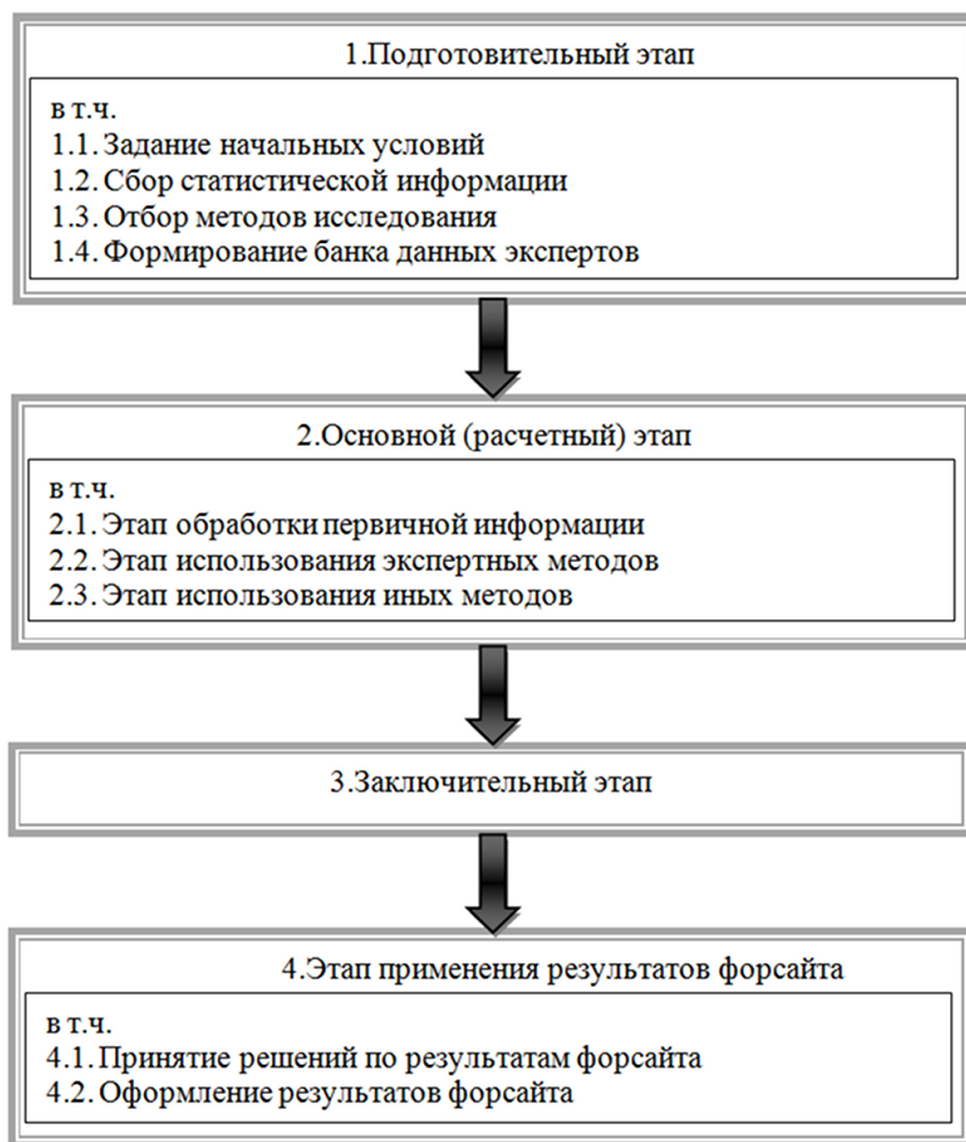 1.Подготовительный этап
в т.ч.
1.1. Задание начальных условий
1.2. Сбор статистической информации
1.3. Отбор методов исследования
1.4. Формирование банка данных экспертов
2.Основной (расчетный) этап
в т.ч.
2.1. Этап обработки первичной информации
2.2. Этап использования экспертных методов
2.3. Этап использования иных методов
3.Заключительный этап
4.Этап применения результатов форсайта
в т.ч.
4.1. Принятие решений по результатам форсайта
4.2. Оформление результатов форсайта